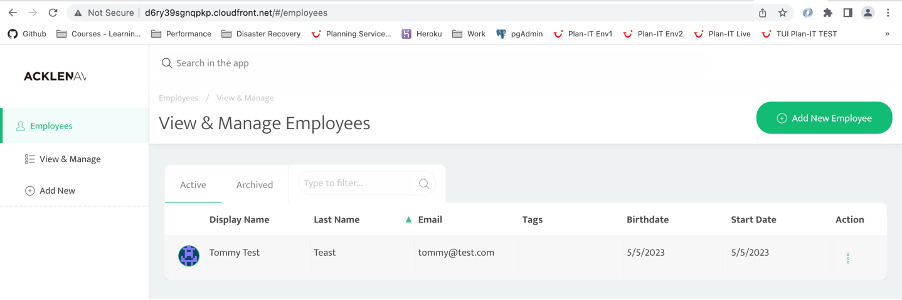 Not Secure | d6ry39sgnqpkp.cloudfront.net/#/employees
Github Courses - Learnin... Performance Disaster Recovery Planning Service... Heroku Work pgAdmin Plan-IT Env1 Plan-IT Env2 Plan-IT Live TUI Plan-IT TEST »
ACKLENAV
Search in the app
Employees / View & Manage
View & Manage Employees
Add New Employee
Employees
View & Manage
Add New
Active Archived Type to filter...
Display Name Last Name Email Tags Birthdate Start Date Action
Tommy Test Teast tommy@test.com 5/5/2023 5/5/2023